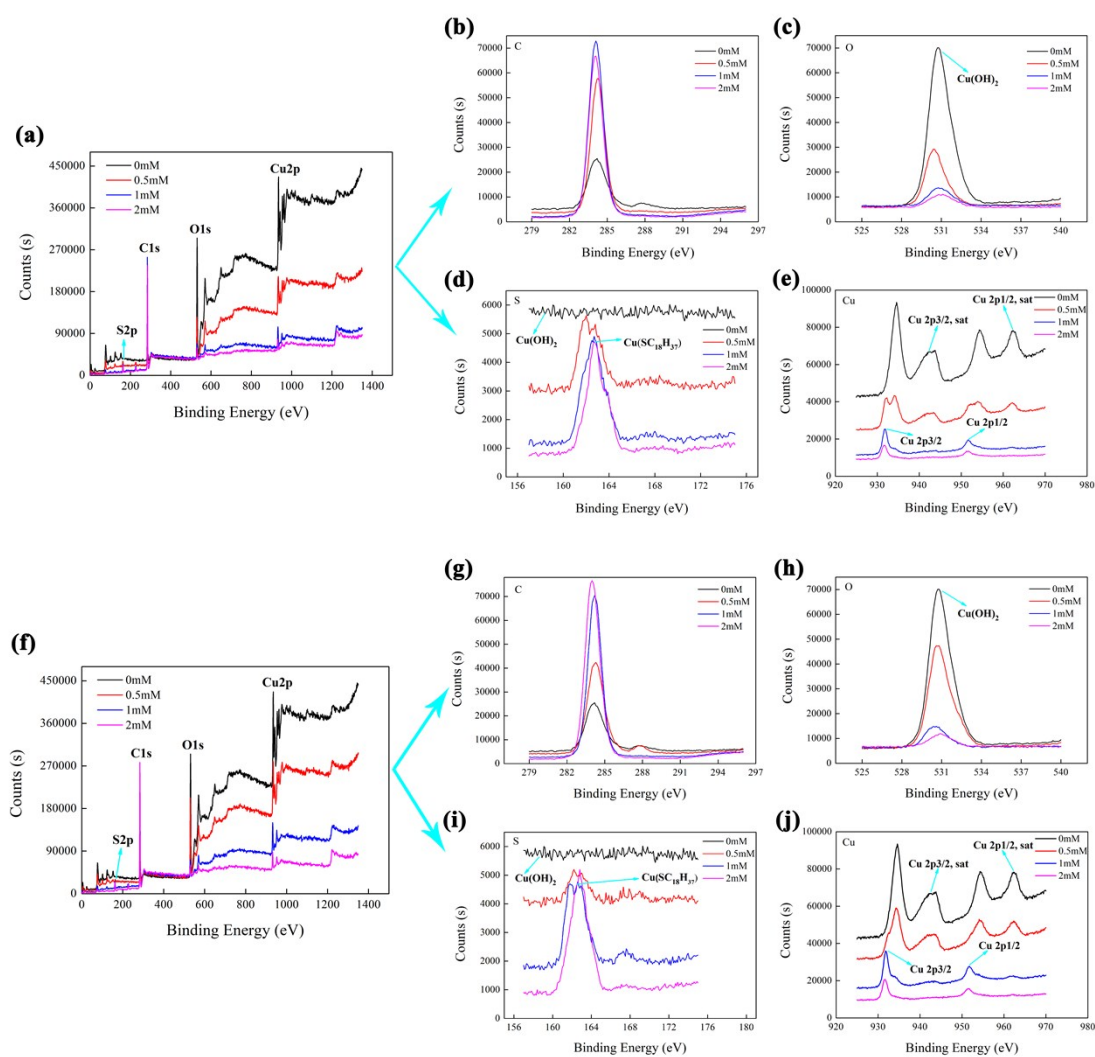 (a)
Counts (s)
450000
360000
270000
180000
90000
0
0mM
0.5mM
1mM
2mM
S2p
C1s
O1s
Cu2p
0 200 400 600 800 1000 1200 1400
Binding Energy (eV)
(b)
Counts (s)
70000
60000
50000
40000
30000
20000
10000
0
C
0mM
0.5mM
1mM
2mM
279 282 285 288 291 294 297
Binding Energy (eV)
(c)
Counts (s)
70000
60000
50000
40000
30000
20000
10000
0
O
Cu(OH)2
0mM
0.5mM
1mM
2mM
525 528 531 534 537 540
Binding Energy (eV)
(d)
Counts (s)
6000
5000
4000
3000
2000
1000
0
S
Cu(OH)2
Cu(SC18H37)
0mM
0.5mM
1mM
2mM
156 160 164 168 172 176
Binding Energy (eV)
(e)
Counts (s)
100000
80000
60000
40000
20000
0
Cu
Cu 2p1/2, sat
Cu 2p3/2, sat
Cu 2p3/2
Cu 2p1/2
0mM
0.5mM
1mM
2mM
920 930 940 950 960 970 980
Binding Energy (eV)
(f)
Counts (s)
450000
360000
270000
180000
90000
0
0mM
0.5mM
1mM
2mM
S2p
C1s
O1s
Cu2p
0 200 400 600 800 1000 1200 1400
Binding Energy (eV)
(g)
Counts (s)
80000
70000
60000
50000
40000
30000
20000
10000
0
C
0mM
0.5mM
1mM
2mM
279 282 285 288 291 294 297
Binding Energy (eV)
(h)
Counts (s)
70000
60000
50000
40000
30000
20000
10000
0
O
Cu(OH)2
0mM
0.5mM
1mM
2mM
525 528 531 534 537 540
Binding Energy (eV)
(i)
Counts (s)
6000
5000
4000
3000
2000
1000
0
S
Cu(OH)2
Cu(SC18H37)
0mM
0.5mM
1mM
2mM
156 160 164 168 172 176
Binding Energy (eV)
(j)
Counts (s)
100000
80000
60000
40000
20000
0
Cu
Cu 2p1/2, sat
Cu 2p3/2, sat
Cu 2p3/2
Cu 2p1/2
0mM
0.5mM
1mM
2mM
920 930 940 950 960 970 980
Binding Energy (eV)